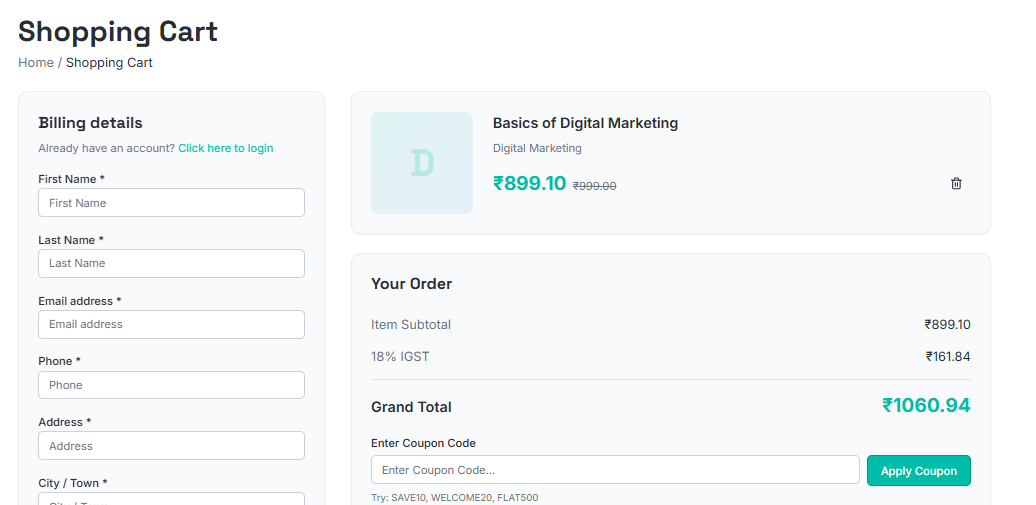 Shopping Cart
Home / Shopping Cart
Billing details
Already have an account? Click here to login
First Name *
First Name
Last Name *
Last Name
Email address *
Email address
Phone *
Phone
Address *
Address
City / Town *
City / Town
D
Basics of Digital Marketing
Digital Marketing
₹899.10 ₹999.00
Your Order
Item Subtotal ₹899.10
18% IGST ₹161.84
Grand Total ₹1060.94
Enter Coupon Code
Enter Coupon Code...
Apply Coupon
Try: SAVE10, WELCOME20, FLAT500